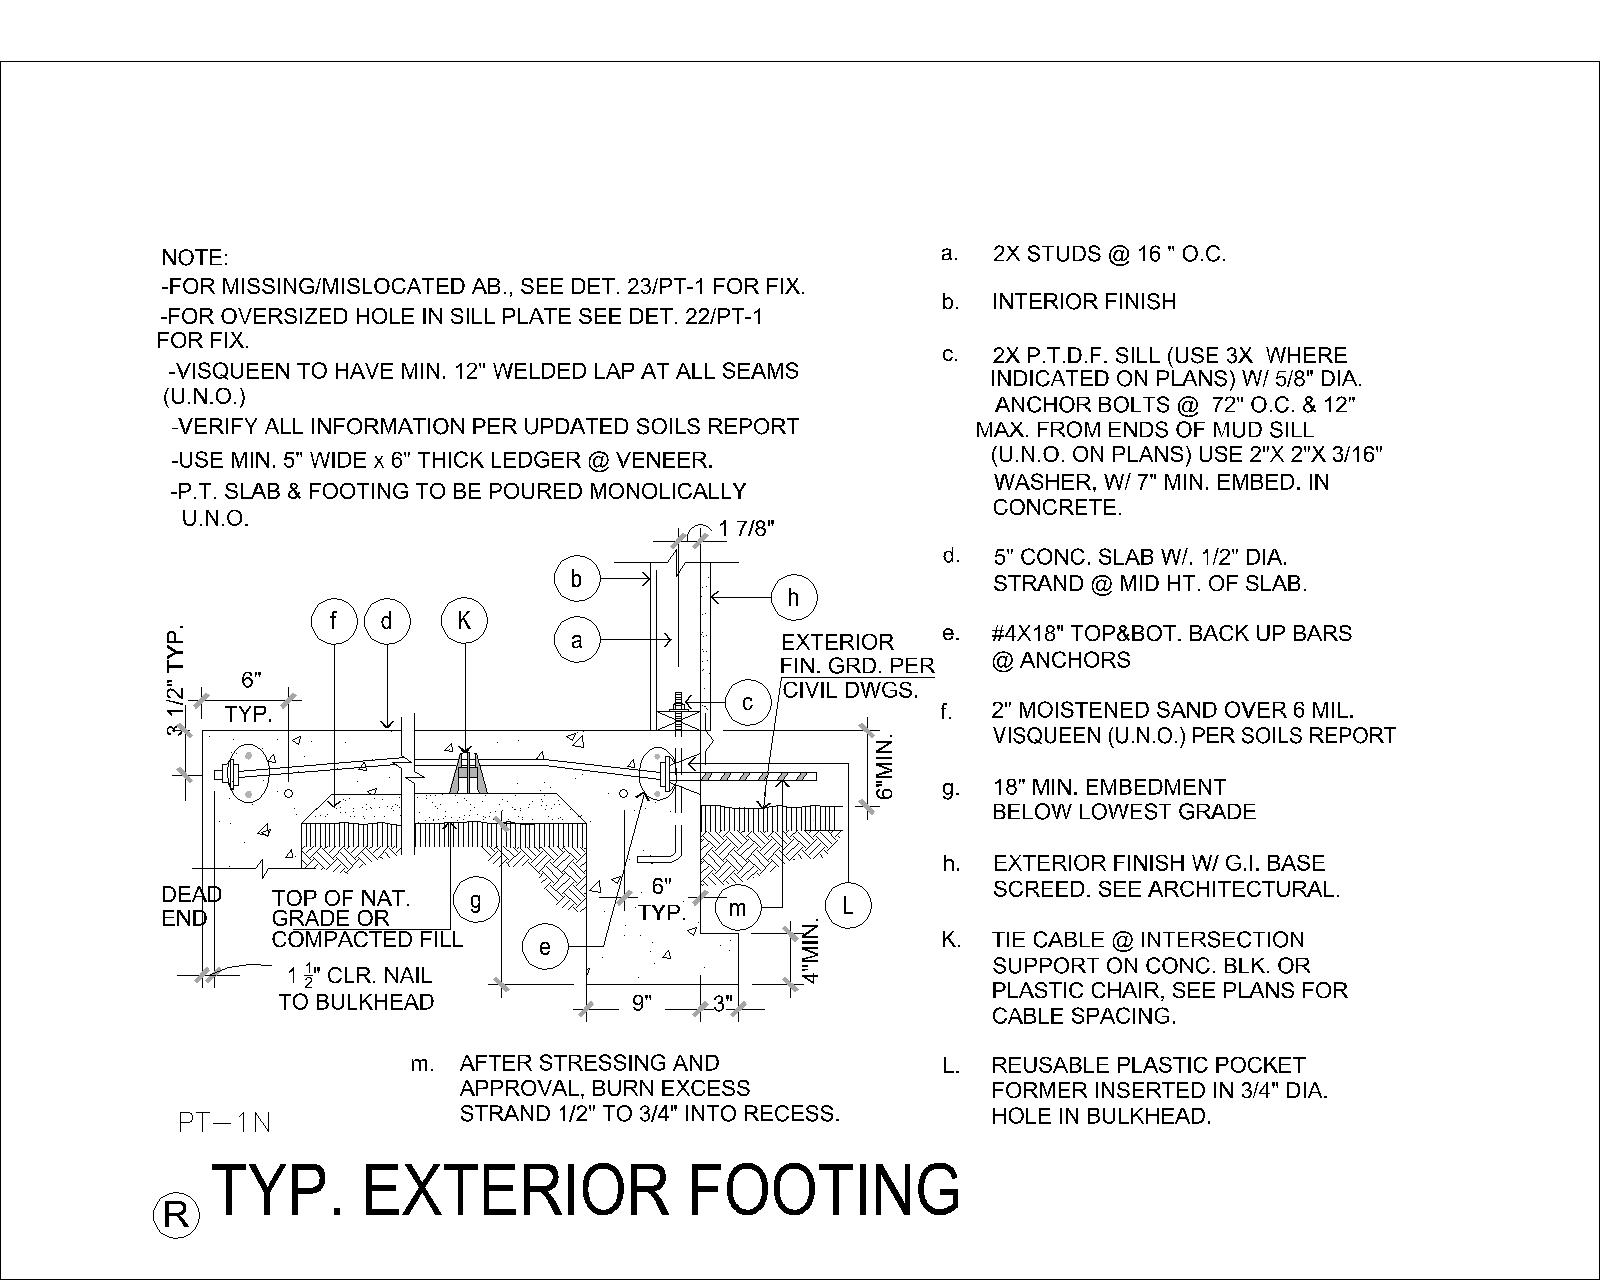 NOTE:
-FOR MISSING/MISLOCATED AB., SEE DET. 23/PT-1 FOR FIX.
-FOR OVERSIZED HOLE IN SILL PLATE SEE DET. 22/PT-1
FOR FIX.
-VISQUEEN TO HAVE MIN. 12" WELDED LAP AT ALL SEAMS
(U.N.O.)
-VERIFY ALL INFORMATION PER UPDATED SOILS REPORT
-USE MIN. 5" WIDE x 6" THICK LEDGER @ VENEER.
-P.T. SLAB & FOOTING TO BE POURED MONOLICALLY
U.N.O.
1 7/8"
b
h
f
d
K
a
EXTERIOR
FIN. GRD. PER
CIVIL DWGS.
3 1/2" TYP.
6"
TYP.
c
6"MIN.
DEAD
END
TOP OF NAT.
GRADE OR
COMPACTED FILL
g
6"
TYP.
m
L
e
4"MIN.
1 1/2" CLR. NAIL
TO BULKHEAD
9"
3"
a. 2X STUDS @ 16 " O.C.
b. INTERIOR FINISH
c. 2X P.T.D.F. SILL (USE 3X WHERE
INDICATED ON PLANS) W/ 5/8" DIA.
ANCHOR BOLTS @ 72" O.C. & 12"
MAX. FROM ENDS OF MUD SILL
(U.N.O. ON PLANS) USE 2"X 2"X 3/16"
WASHER, W/ 7" MIN. EMBED. IN
CONCRETE.
d. 5" CONC. SLAB W/. 1/2" DIA.
STRAND @ MID HT. OF SLAB.
e. #4X18" TOP&BOT. BACK UP BARS
@ ANCHORS
f. 2" MOISTENED SAND OVER 6 MIL.
VISQUEEN (U.N.O.) PER SOILS REPORT
g. 18" MIN. EMBEDMENT
BELOW LOWEST GRADE
h. EXTERIOR FINISH W/ G.I. BASE
SCREED. SEE ARCHITECTURAL.
K. TIE CABLE @ INTERSECTION
SUPPORT ON CONC. BLK. OR
PLASTIC CHAIR, SEE PLANS FOR
CABLE SPACING.
L. REUSABLE PLASTIC POCKET
FORMER INSERTED IN 3/4" DIA.
HOLE IN BULKHEAD.
m. AFTER STRESSING AND
APPROVAL, BURN EXCESS
STRAND 1/2" TO 3/4" INTO RECESS.
PT-1N
R TYP. EXTERIOR FOOTING